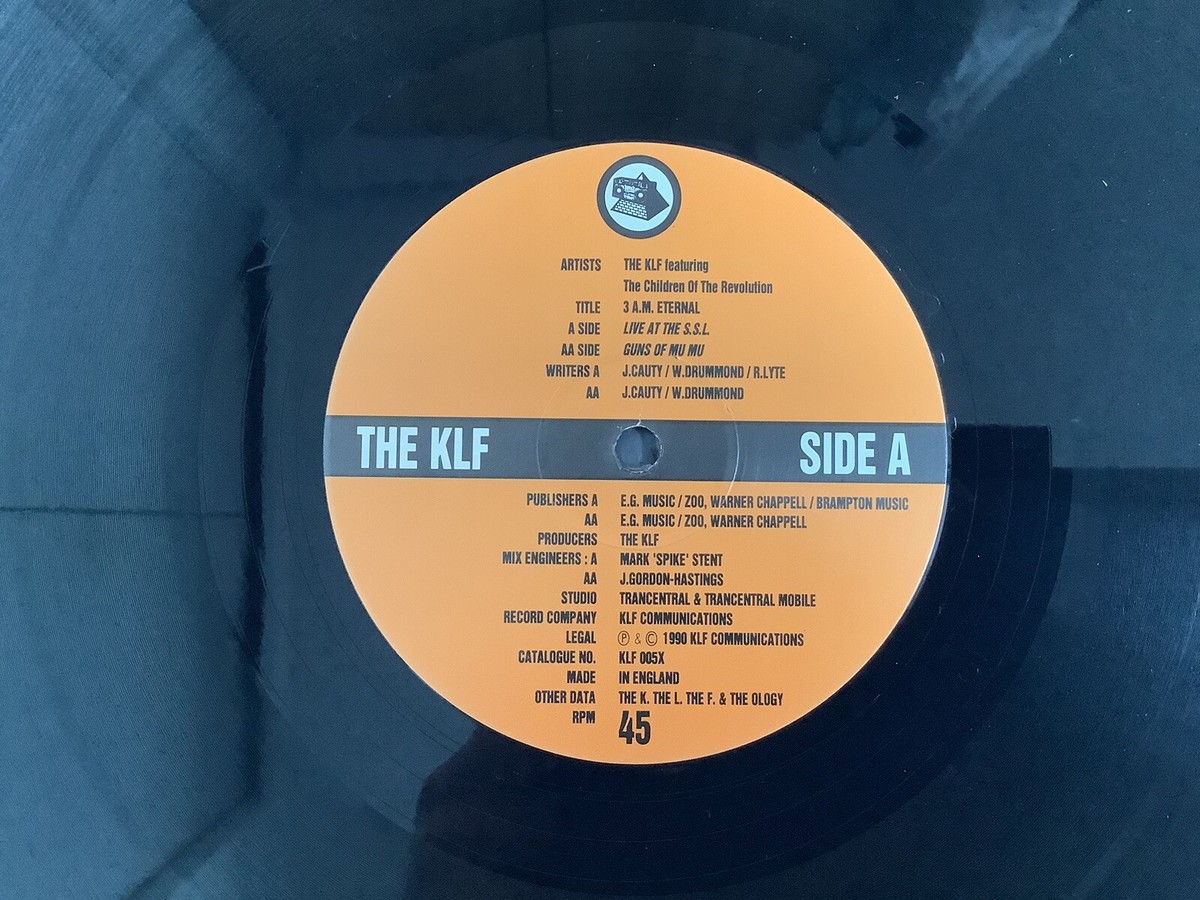 ARTISTS THE KLF featuring
The Children Of The Revolution
TITLE 3 A.M. ETERNAL
A SIDE LIVE AT THE S.S.L.
AA SIDE GUNS OF MU MU
WRITERS A J.CAUTY / W.DRUMMOND / R.LYTE
AA J.CAUTY / W.DRUMMOND
THE KLF SIDE A
PUBLISHERS A E.G. MUSIC / ZOO, WARNER CHAPPELL / BRAMPTON MUSIC
AA E.G. MUSIC / ZOO, WARNER CHAPPELL
PRODUCERS THE KLF
MIX ENGINEERS : A MARK 'SPIKE' STENT
AA J.GORDON-HASTINGS
STUDIO TRANCENTRAL & TRANCENTRAL MOBILE
RECORD COMPANY KLF COMMUNICATIONS
LEGAL ℗ & © 1990 KLF COMMUNICATIONS
CATALOGUE NO. KLF 005X
MADE IN ENGLAND
OTHER DATA THE K. THE L. THE F. & THE OLOGY
RPM 45